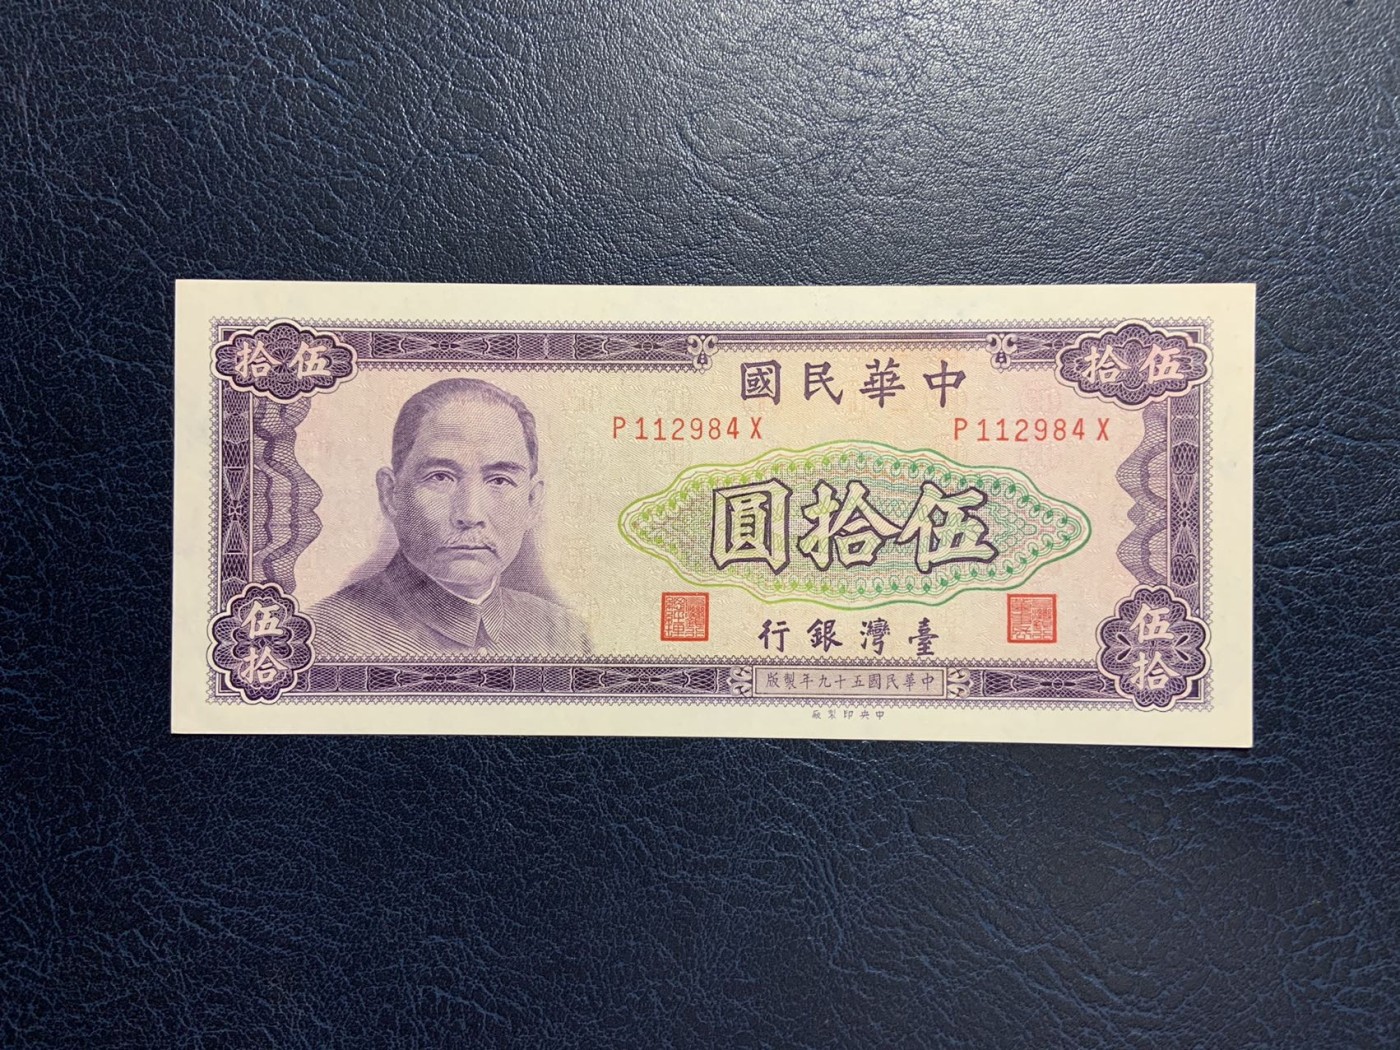 伍拾
伍拾
中華民國
P112984X
P112984X
伍拾圓
臺灣銀行
伍拾
伍拾
中華民國五十九年製版
中央印製廠